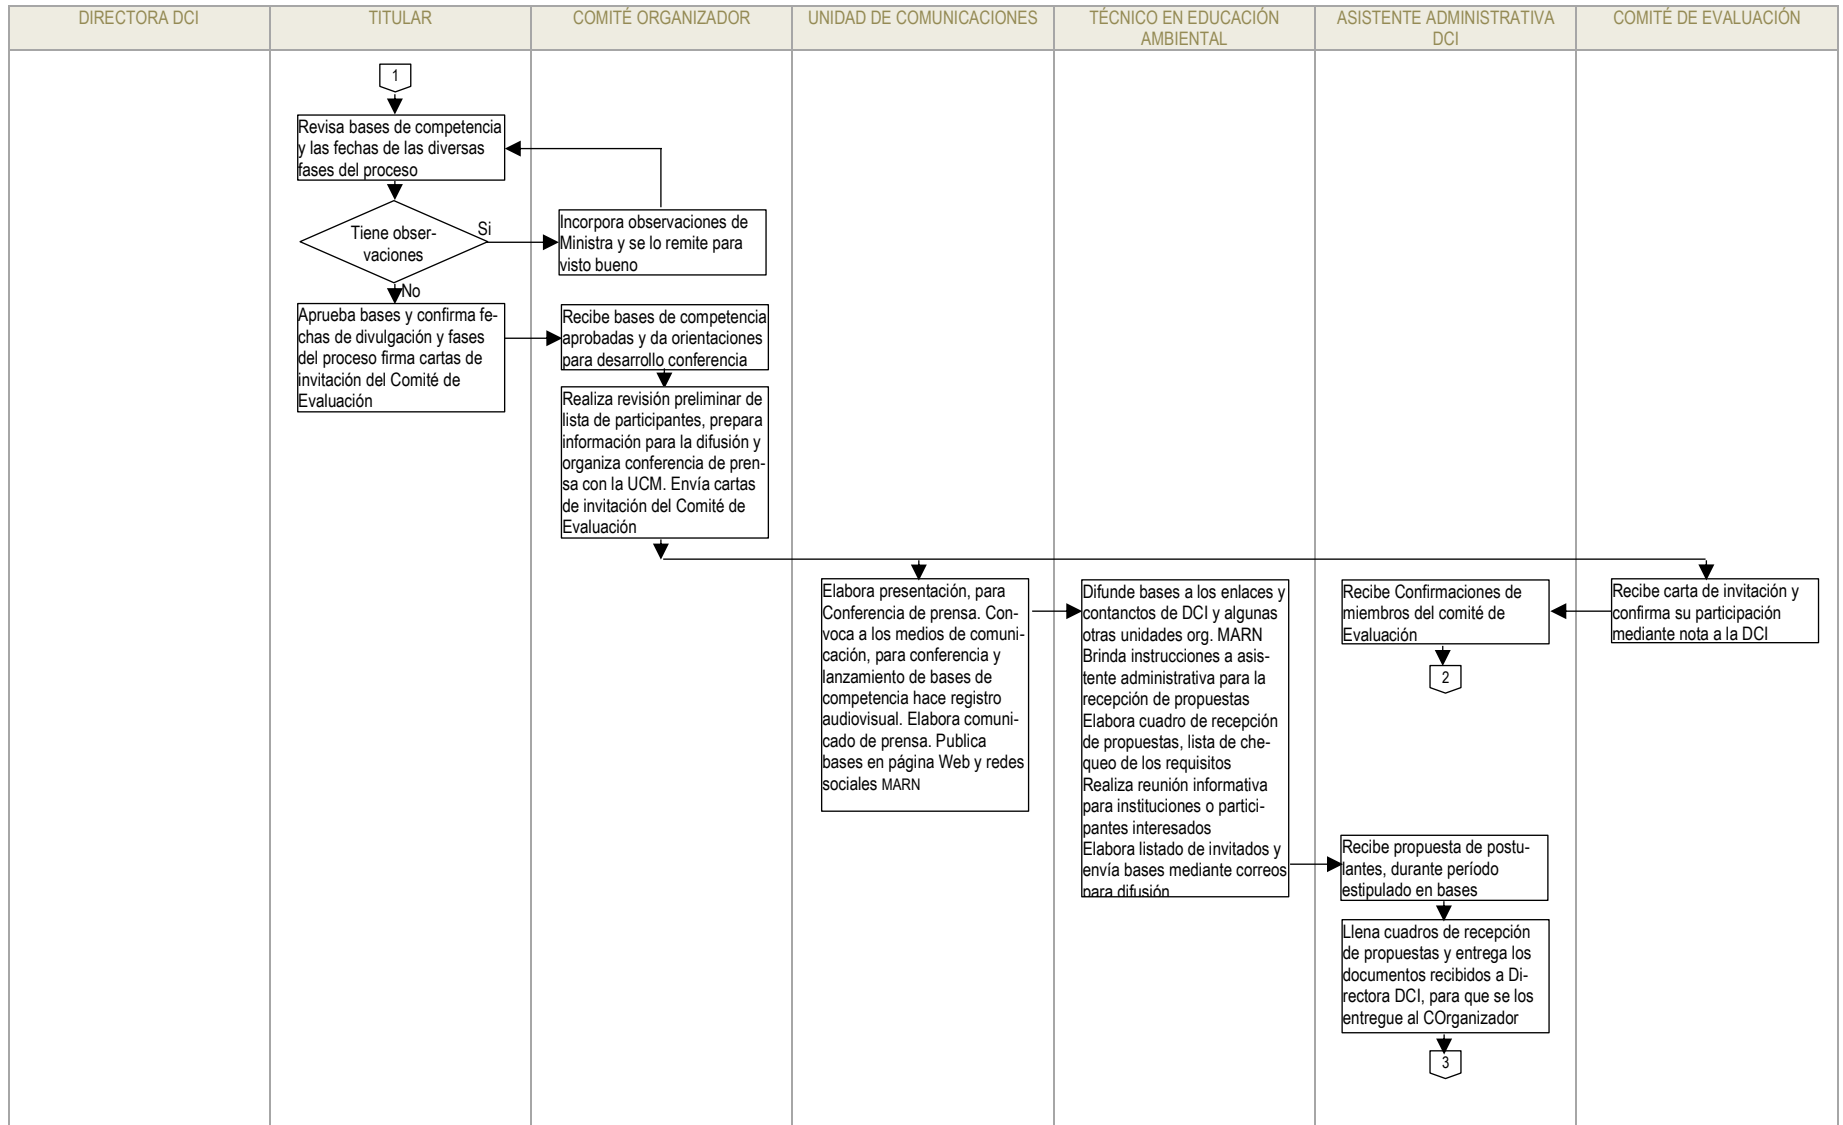 DIRECTORA DCI
TITULAR
COMITÉ ORGANIZADOR
UNIDAD DE COMUNICACIONES
TÉCNICO EN EDUCACIÓN
AMBIENTAL
ASISTENTE ADMINISTRATIVA
DCI
COMITÉ DE EVALUACIÓN
1
Revisa bases de competencia
y las fechas de las diversas
fases del proceso
Tiene obser-
vaciones
Si
No
Incorpora observaciones de
Ministra y se lo remite para
visto bueno
Aprueba bases y confirma fe-
chas de divulgación y fases
del proceso firma cartas de
invitación del Comité de
Evaluación
Recibe bases de competencia
aprobadas y da orientaciones
para desarrollo conferencia
Realiza revisión preliminar de
lista de participantes, prepara
información para la difusión y
organiza conferencia de pren-
sa con la UCM. Envía cartas
de invitación del Comité de
Evaluación
Elabora presentación, para
Conferencia de prensa. Con-
voca a los medios de comuni-
cación, para conferencia y
lanzamiento de bases de
competencia hace registro
audiovisual. Elabora comuni-
cado de prensa. Publica
bases en página Web y redes
sociales MARN
Difunde bases a los enlaces y
contanctos de DCI y algunas
otras unidades org. MARN
Brinda instrucciones a asis-
tente administrativa para la
recepción de propuestas
Elabora cuadro de recepción
de propuestas, lista de che-
queo de los requisitos
Realiza reunión informativa
para instituciones o partici-
pantes interesados
Elabora listado de invitados y
envía bases mediante correos
para difusión
Recibe Confirmaciones de
miembros del comité de
Evaluación
2
Recibe carta de invitación y
confirma su participación
mediante nota a la DCI
Recibe propuesta de postu-
lantes, durante período
estipulado en bases
Llena cuadros de recepción
de propuestas y entrega los
documentos recibidos a Di-
rectora DCI, para que se los
entregue al COrganizador
3